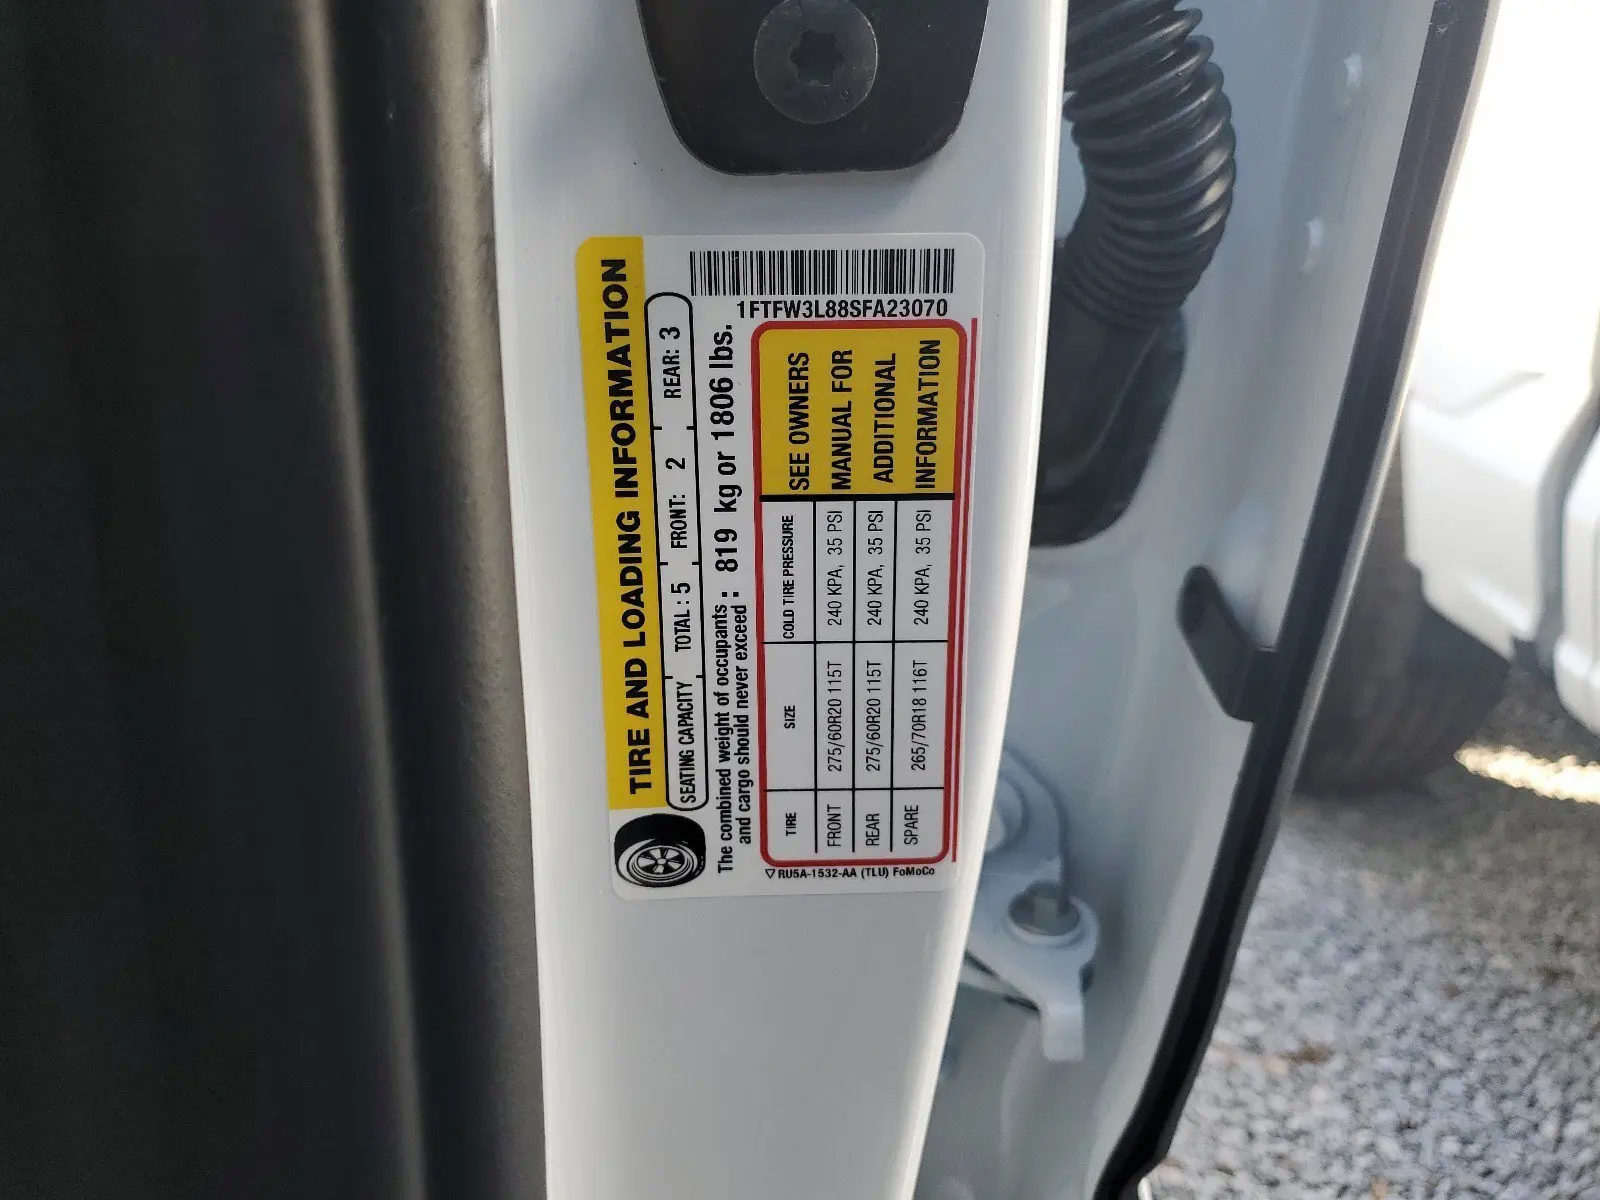 1FTFW3L88SFA23070
TIRE AND LOADING INFORMATION
SEATING CAPACITY TOTAL: 5 FRONT: 2 REAR: 3
The combined weight of occupants and cargo should never exceed : 819 kg or 1806 lbs.
TIRE SIZE COLD TIRE PRESSURE
FRONT 275/60R20 115T 240 KPA, 35 PSI
REAR 275/60R20 115T 240 KPA, 35 PSI
SPARE 265/70R18 116T 240 KPA, 35 PSI
SEE OWNERS
MANUAL FOR
ADDITIONAL
INFORMATION
▽ RU5A-1532-AA (TLU) FoMoCo